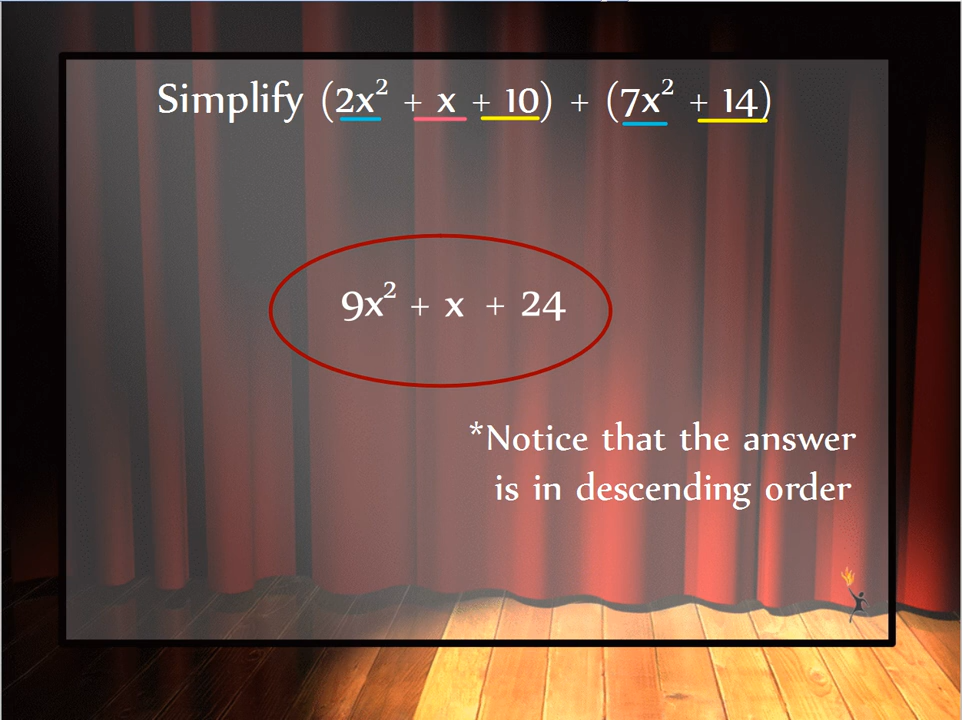 Simplify (2x² + x + 10) + (7x² + 14)
9x² + x + 24
*Notice that the answer
is in descending order